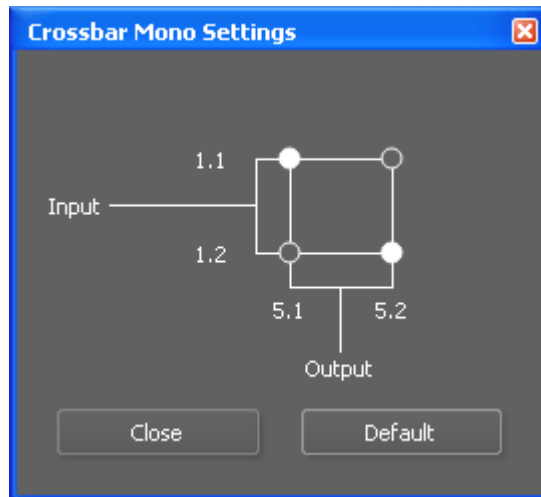 Crossbar Mono Settings
1.1
Input
1.2
5.1 5.2
Output
Close Default